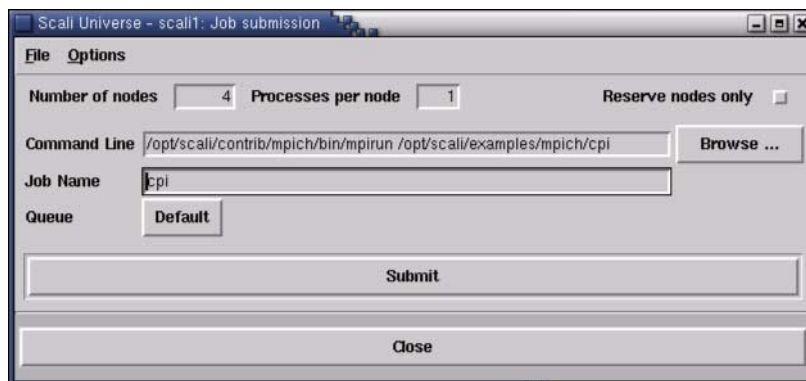 Scali Universe - scali1: Job submission
File Options
Number of nodes 4 Processes per node 1 Reserve nodes only
Command Line /opt/scali/contrib/mpich/bin/mpirun /opt/scali/examples/mpich/cpi Browse ...
Job Name cpi
Queue Default
Submit
Close